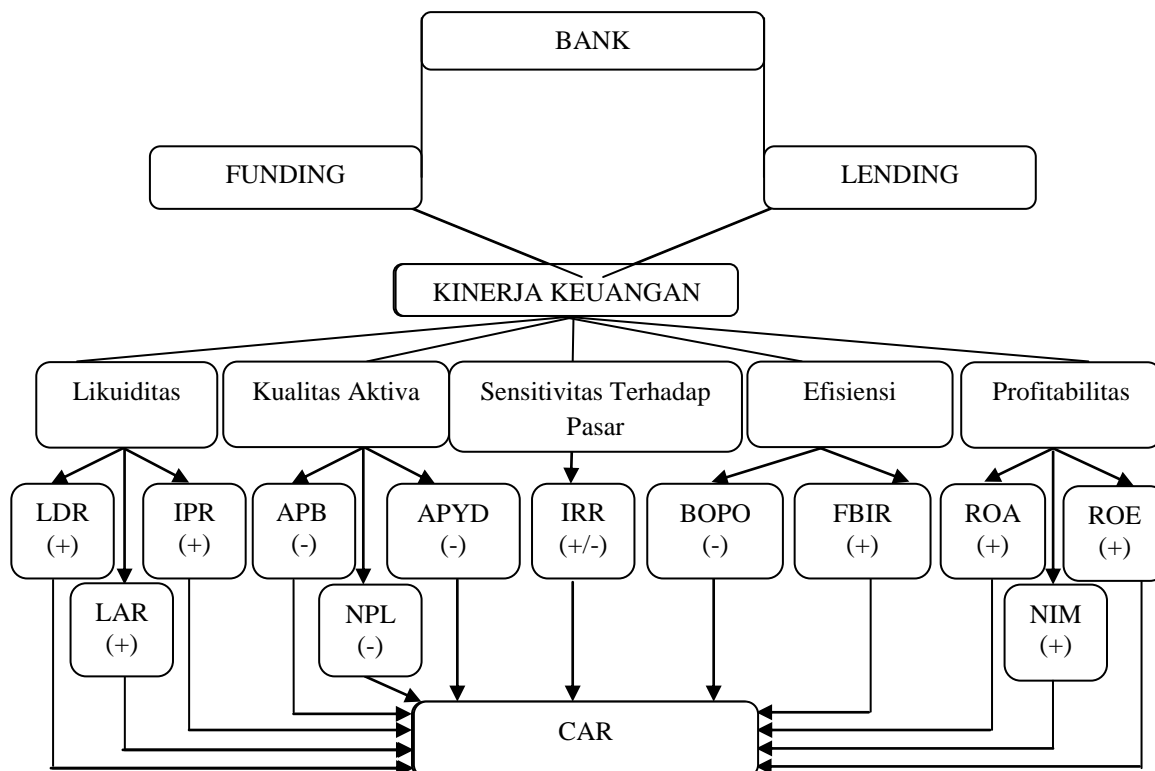 BANK
FUNDING
LENDING
KINERJA KEUANGAN
Likuiditas
Kualitas Aktiva
Sensitivitas Terhadap
Pasar
Efisiensi
Profitabilitas
LDR
(+)
IPR
(+)
APB
(-)
APYD
(-)
IRR
(+/-)
BOPO
(-)
FBIR
(+)
ROA
(+)
ROE
(+)
LAR
(+)
NPL
(-)
NIM
(+)
CAR